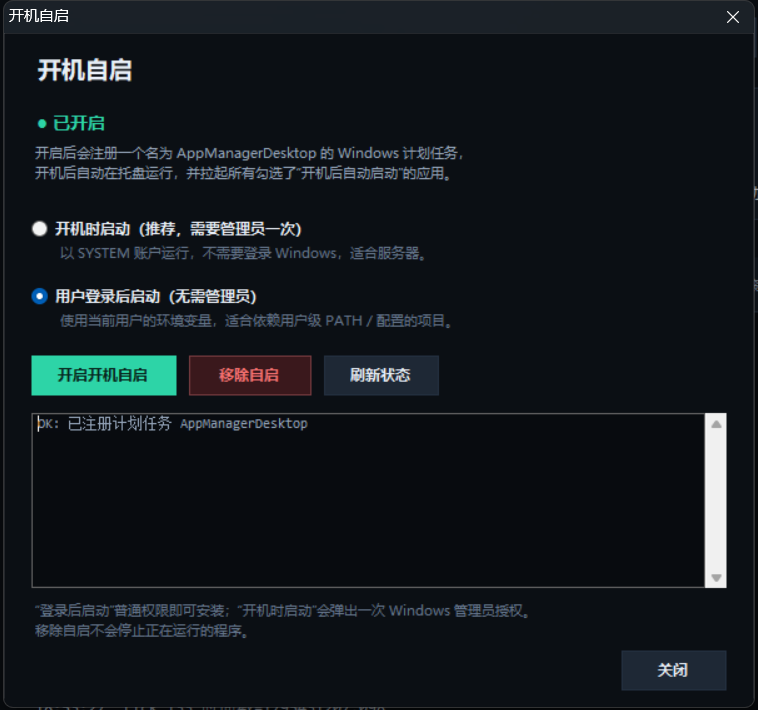 开机自启
开机自启
已开启
开启后会注册一个名为 AppManagerDesktop 的 Windows 计划任务，
开机后自动在托盘运行，并拉起所有勾选了“开机后自动启动”的应用。
开机时启动（推荐，需要管理员一次）
以 SYSTEM 账户运行，不需要登录 Windows，适合服务器。
用户登录后启动（无需管理员）
使用当前用户的环境变量，适合依赖用户级 PATH / 配置的项目。
开启开机自启 移除自启 刷新状态
OK: 已注册计划任务 AppManagerDesktop
“登录后启动”普通权限即可安装；“开机时启动”会弹出一次 Windows 管理员授权。
移除自启不会停止正在运行的程序。
关闭